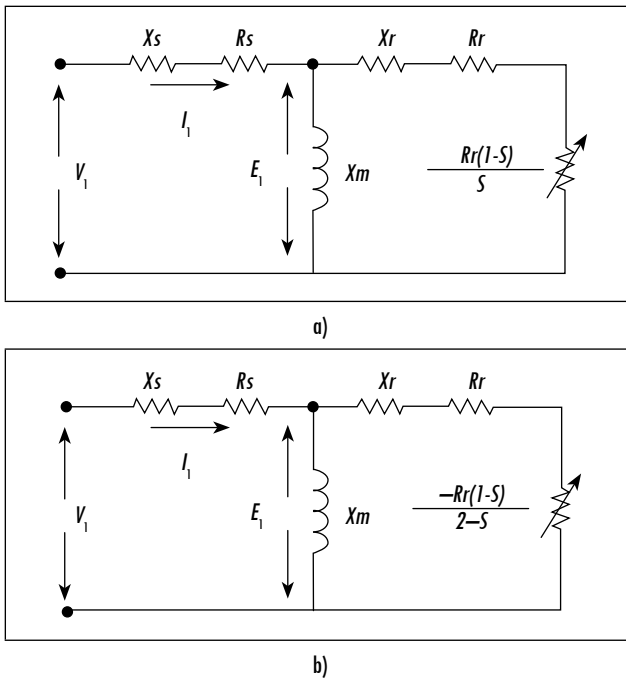 Xs Rs Xr Rr
I1
V1 E1 Xm Rr(1-S)
S
a)
Xs Rs Xr Rr
I1
V1 E1 Xm —Rr(1-S)
2—S
b)